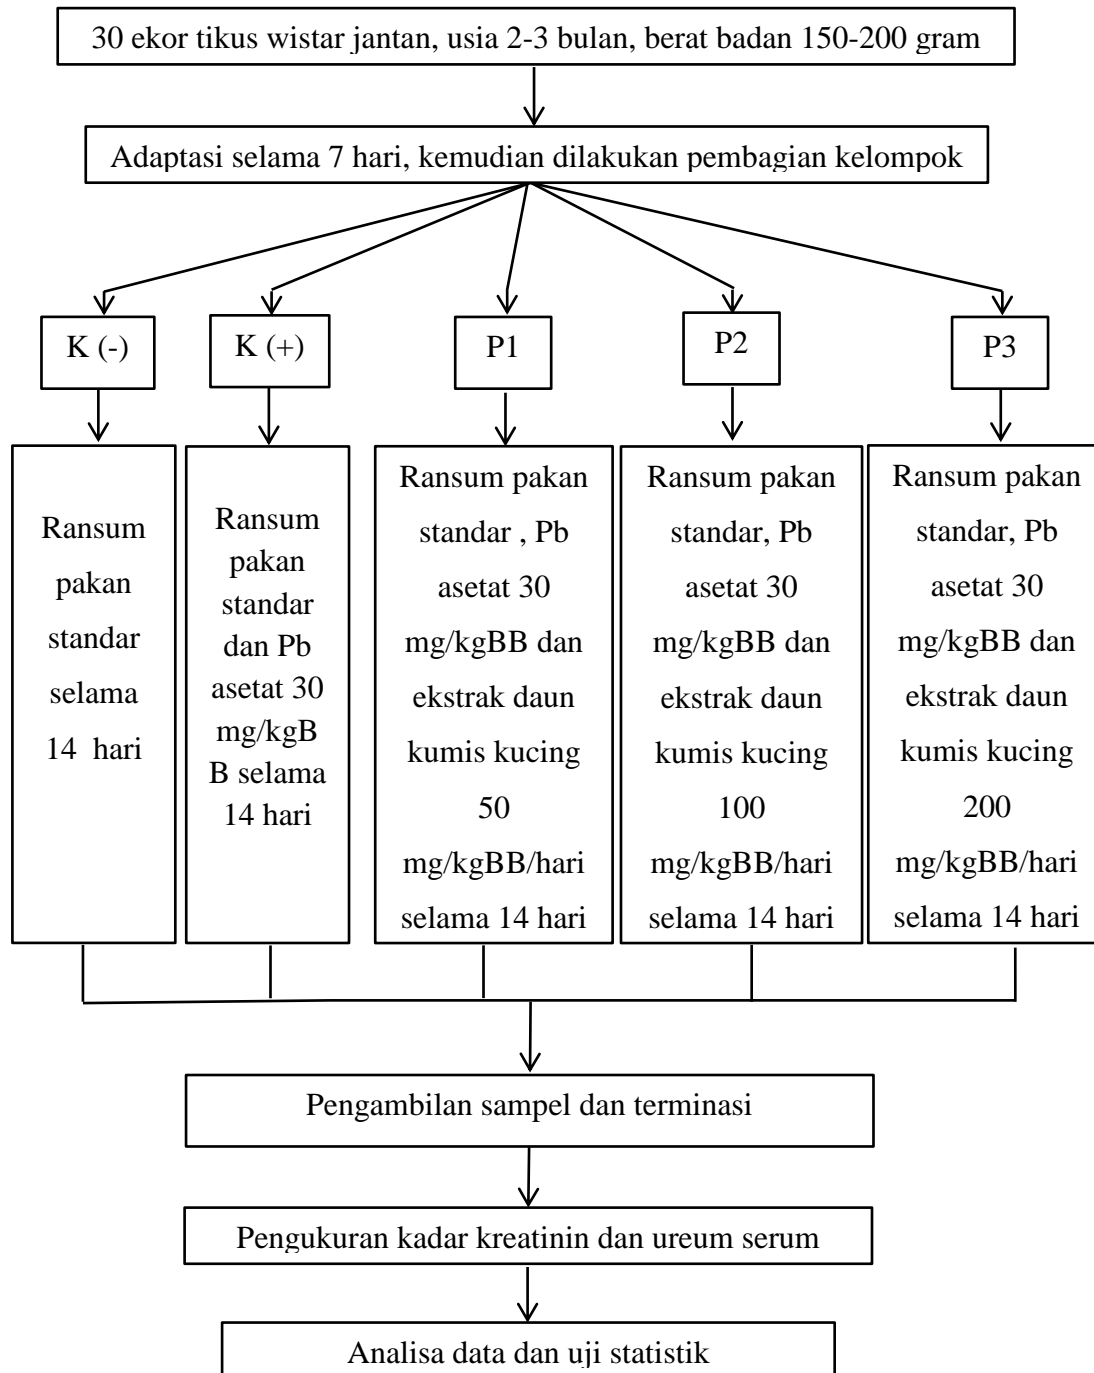 30 ekor tikus wistar jantan, usia 2-3 bulan, berat badan 150-200 gram
Adaptasi selama 7 hari, kemudian dilakukan pembagian kelompok
K (-)
K (+)
P1
P2
P3
Ransum
pakan
standar
selama
14 hari
Ransum
pakan
standar
dan Pb
asetat 30
mg/kgB
B selama
14 hari
Ransum pakan
standar , Pb
asetat 30
mg/kgBB dan
ekstrak daun
kumis kucing
50
mg/kgBB/hari
selama 14 hari
Ransum pakan
standar, Pb
asetat 30
mg/kgBB dan
ekstrak daun
kumis kucing
100
mg/kgBB/hari
selama 14 hari
Ransum pakan
standar, Pb
asetat 30
mg/kgBB dan
ekstrak daun
kumis kucing
200
mg/kgBB/hari
selama 14 hari
Pengambilan sampel dan terminasi
Pengukuran kadar kreatinin dan ureum serum
Analisa data dan uji statistik